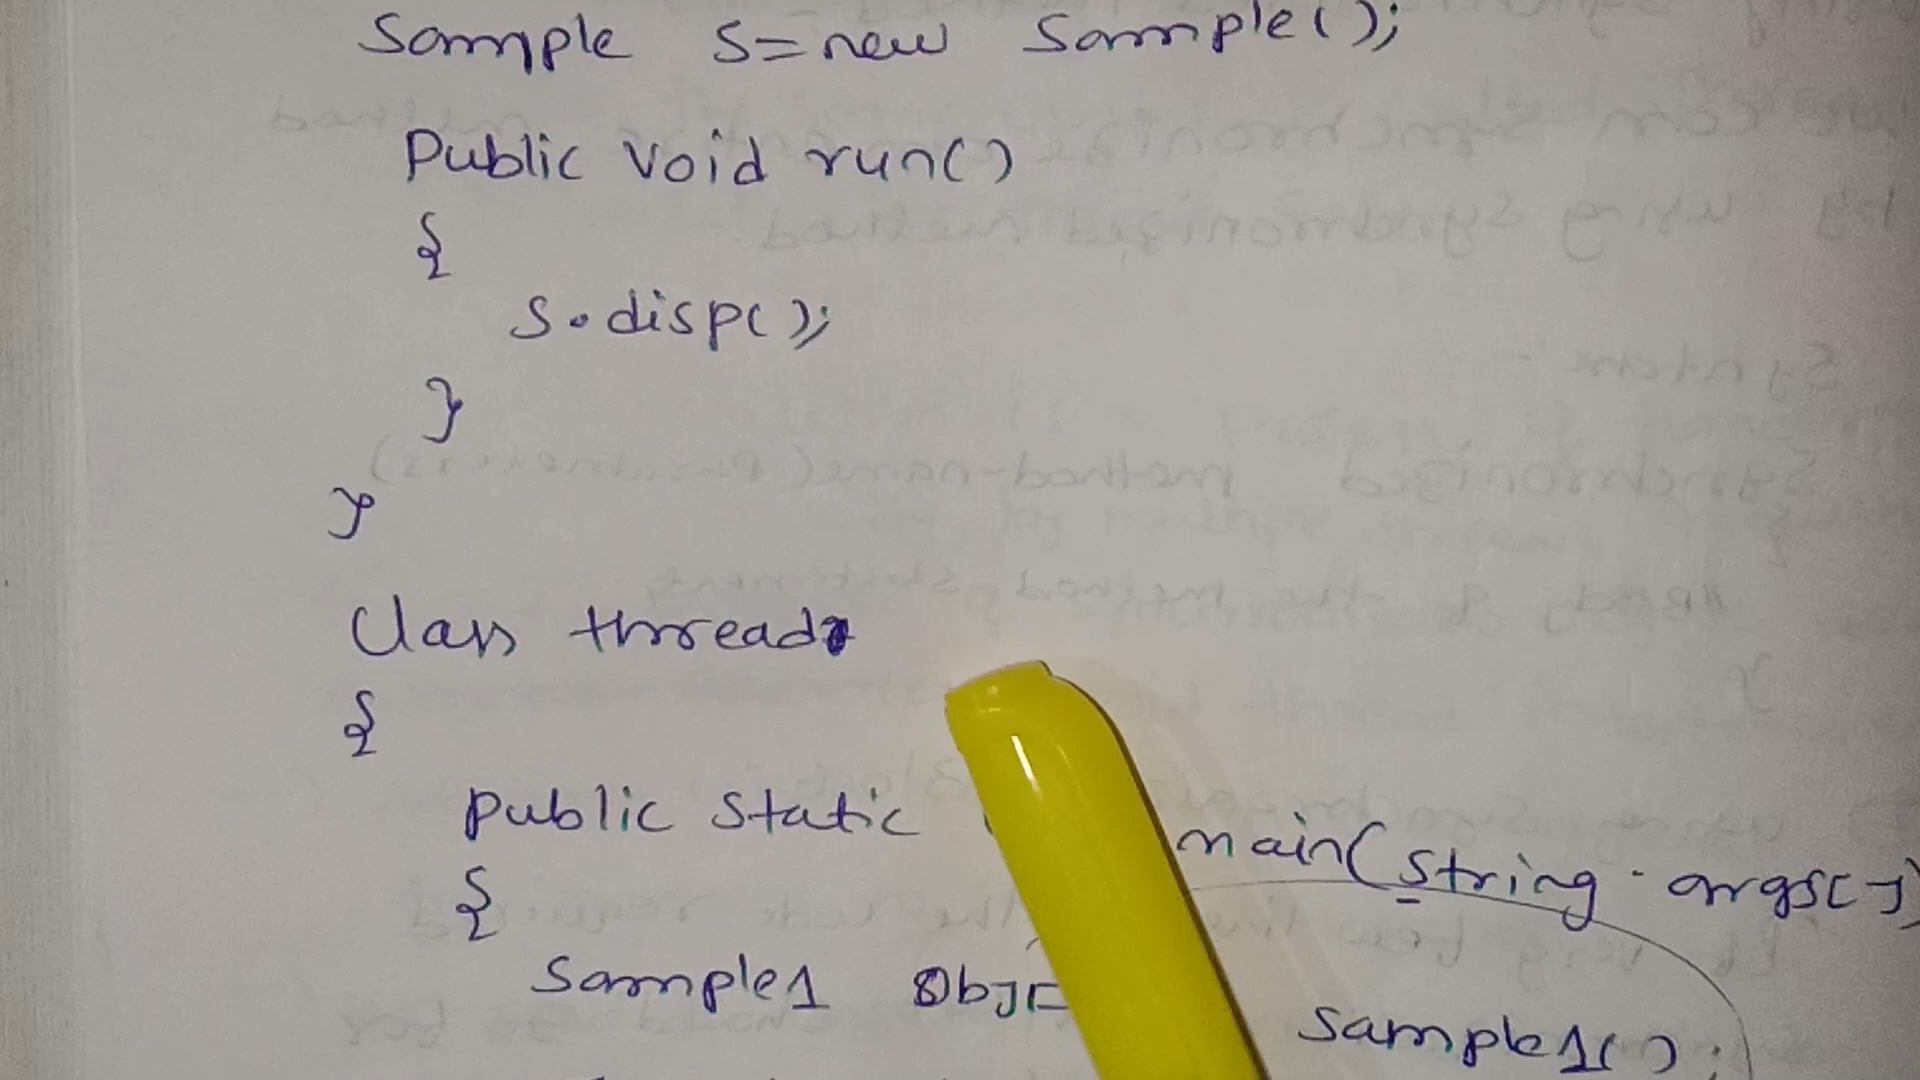 Sample s=new Sample();
Public void run()
{
s.disp();
}
}
Class thread
{
public static main(string args[])
{
Sample1 obj= Sample1();